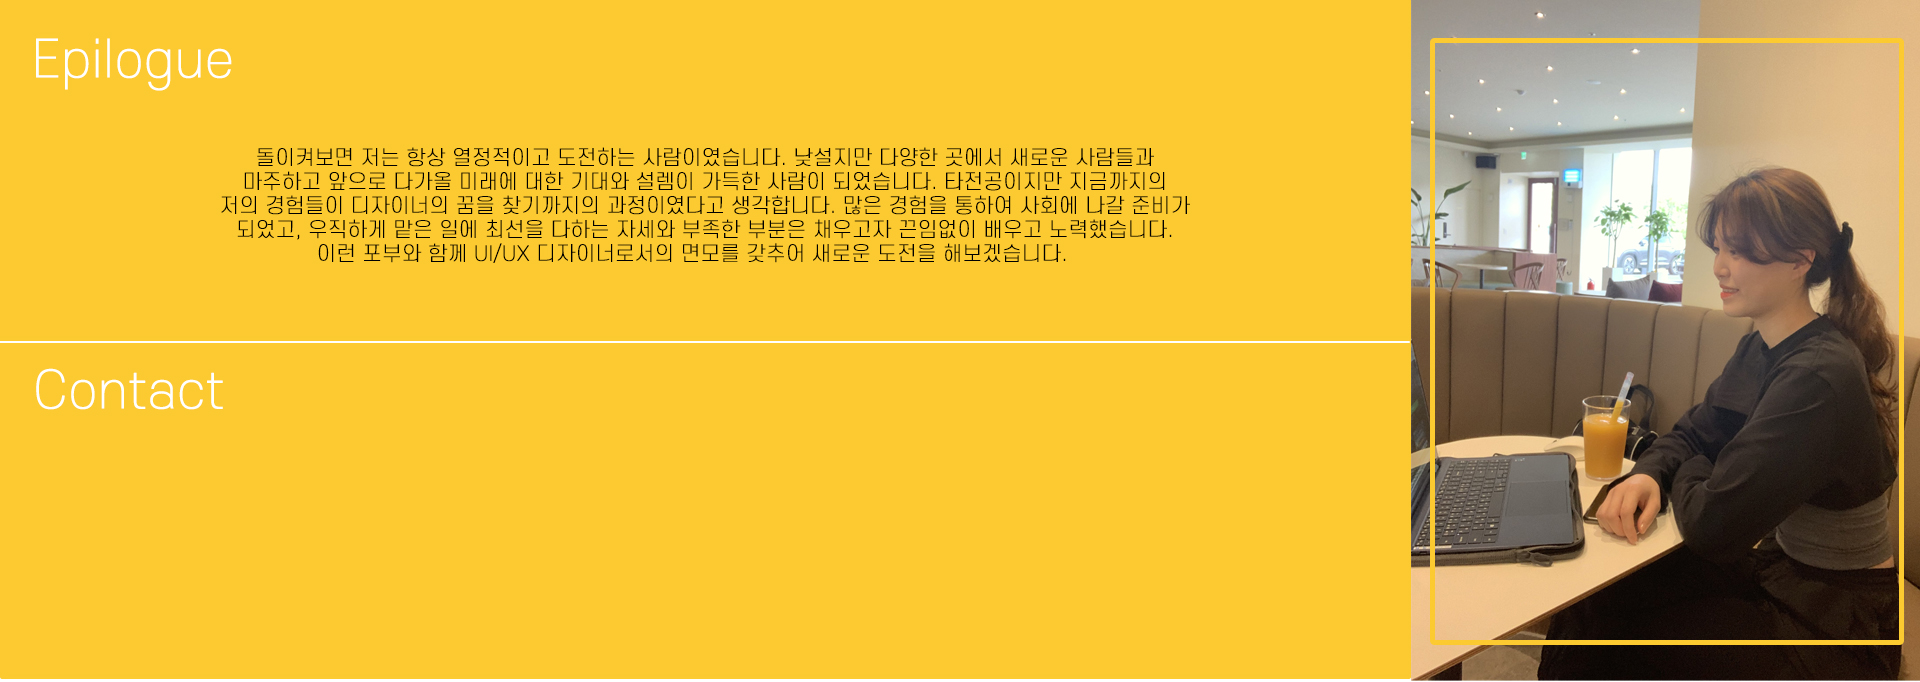 Epilogue
돌이켜보면 저는 항상 열정적이고 도전하는 사람이였습니다. 낯설지만 다양한 곳에서 새로운 사람들과
마주하고 앞으로 다가올 미래에 대한 기대와 설렘이 가득한 사람이 되었습니다. 타전공이지만 지금까지의
저의 경험들이 디자이너의 꿈을 찾기까지의 과정이였다고 생각합니다. 많은 경험을 통하여 사회에 나갈 준비가
되었고, 우직하게 맡은 일에 최선을 다하는 자세와 부족한 부분은 채우고자 끈임없이 배우고 노력했습니다.
이런 포부와 함께 UI/UX 디자이너로서의 면모를 갖추어 새로운 도전을 해보겠습니다.
Contact